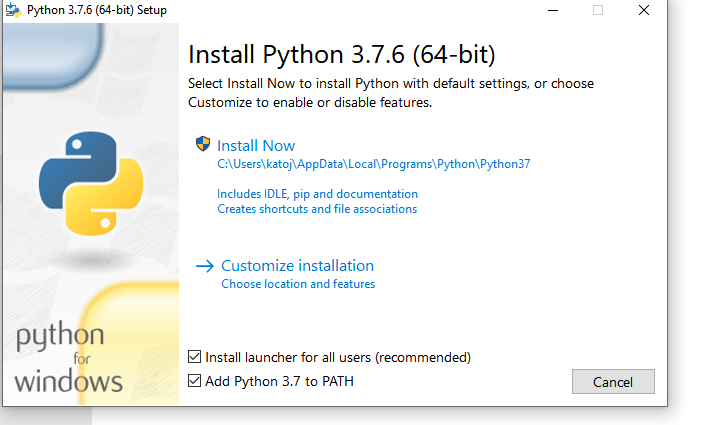 Python 3.7.6 (64-bit) Setup
Install Python 3.7.6 (64-bit)
Select Install Now to install Python with default settings, or choose
Customize to enable or disable features.
Install Now
C:\Users\katoj\AppData\Local\Programs\Python\Python37
Includes IDLE, pip and documentation
Creates shortcuts and file associations
Customize installation
Choose location and features
python
for
windows
Install launcher for all users (recommended)
Add Python 3.7 to PATH
Cancel